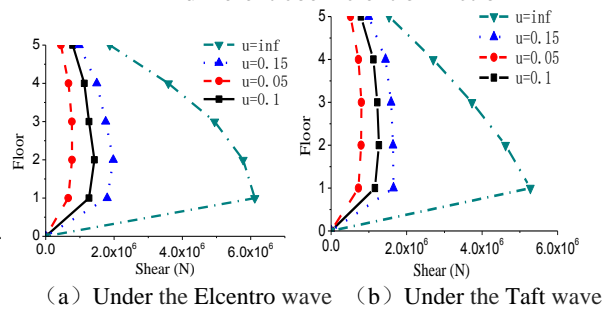 5
4
3
2
1
0
Floor
0.0
2.0x10⁶
4.0x10⁶
6.0x10⁶
Shear (N)
u=inf
u=0.15
u=0.05
u=0.1
5
4
3
2
1
0
Floor
0.0
2.0x10⁶
4.0x10⁶
6.0x10⁶
Shear (N)
u=inf
u=0.15
u=0.05
u=0.1
（a）Under the Elcentro wave （b）Under the Taft wave